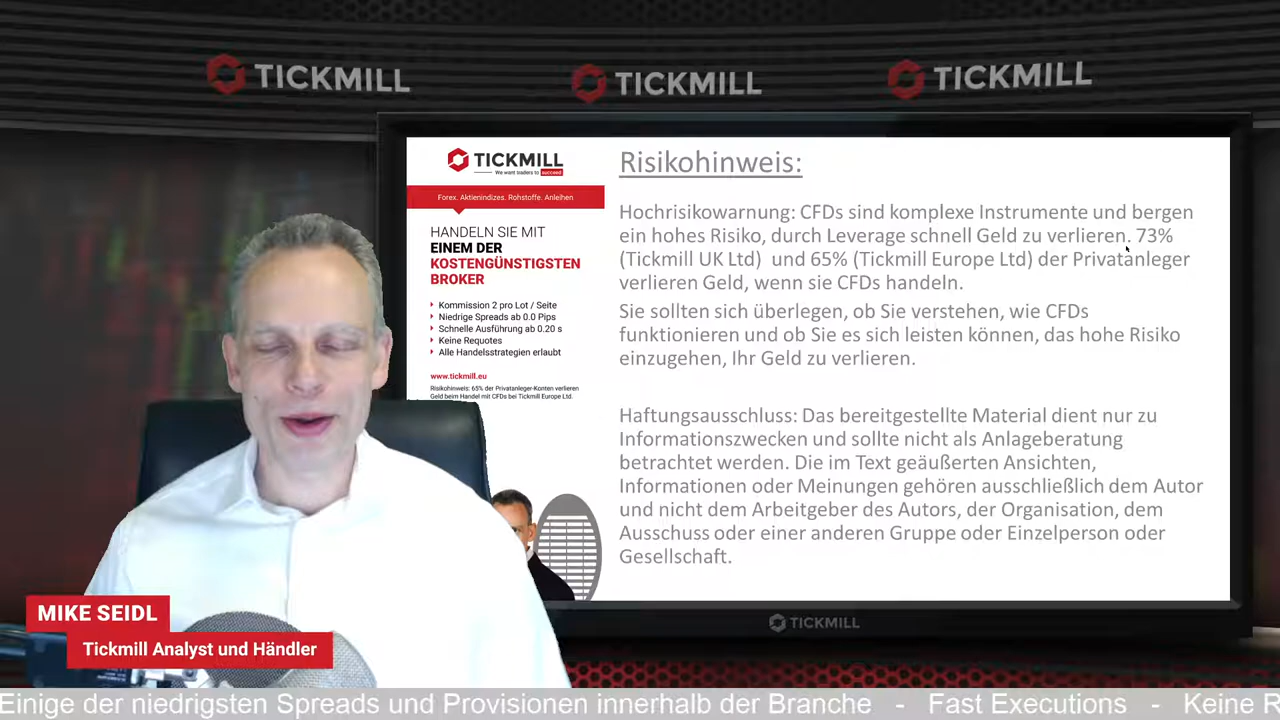 TICKMILL
TICKMILL
TICKMILL
TICKMILL
We want traders to succeed
Forex. Aktienindizes. Rohstoffe. Anleihen
HANDELN SIE MIT
EINEM DER
KOSTENGÜNSTIGSTEN
BROKER
Kommission 2 pro Lot / Seite
Niedrige Spreads ab 0.0 Pips
Schnelle Ausführung ab 0.20 s
Keine Requotes
Alle Handelsstrategien erlaubt
www.tickmill.eu
Risikohinweis: 65% der Privatanleger-Konten verlieren
Geld beim Handel mit CFDs bei Tickmill Europe Ltd.
Risikohinweis:
Hochrisikowarnung: CFDs sind komplexe Instrumente und bergen
ein hohes Risiko, durch Leverage schnell Geld zu verlieren. 73%
(Tickmill UK Ltd) und 65% (Tickmill Europe Ltd) der Privatanleger
verlieren Geld, wenn sie CFDs handeln.
Sie sollten sich überlegen, ob Sie verstehen, wie CFDs
funktionieren und ob Sie es sich leisten können, das hohe Risiko
einzugehen, Ihr Geld zu verlieren.
Haftungsausschluss: Das bereitgestellte Material dient nur zu
Informationszwecken und sollte nicht als Anlageberatung
betrachtet werden. Die im Text geäußerten Ansichten,
Informationen oder Meinungen gehören ausschließlich dem Autor
und nicht dem Arbeitgeber des Autors, der Organisation, dem
Ausschuss oder einer anderen Gruppe oder Einzelperson oder
Gesellschaft.
TICKMILL
MIKE SEIDL
Tickmill Analyst und Händler
Einige der niedrigsten Spreads und Provisionen innerhalb der Branche - Fast Executions - Keine R